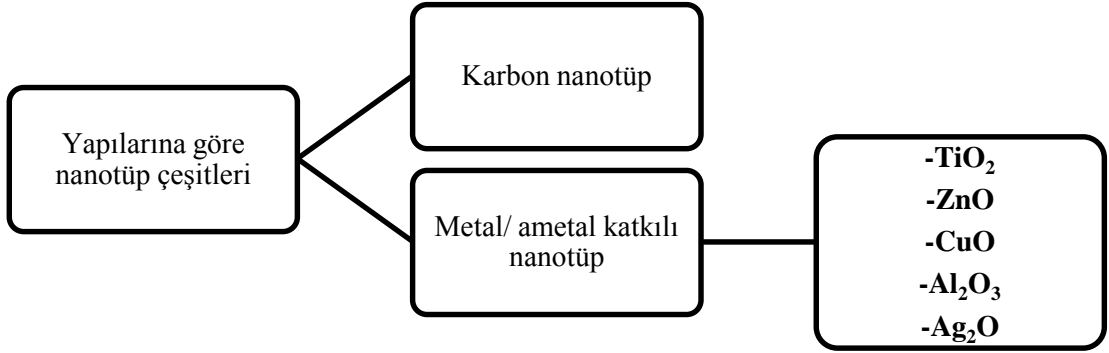 Yapılarına göre
nanotüp çeşitleri
Karbon nanotüp
Metal/ ametal katkılı
nanotüp
-TiO₂
-ZnO
-CuO
-Al₂O₃
-Ag₂O